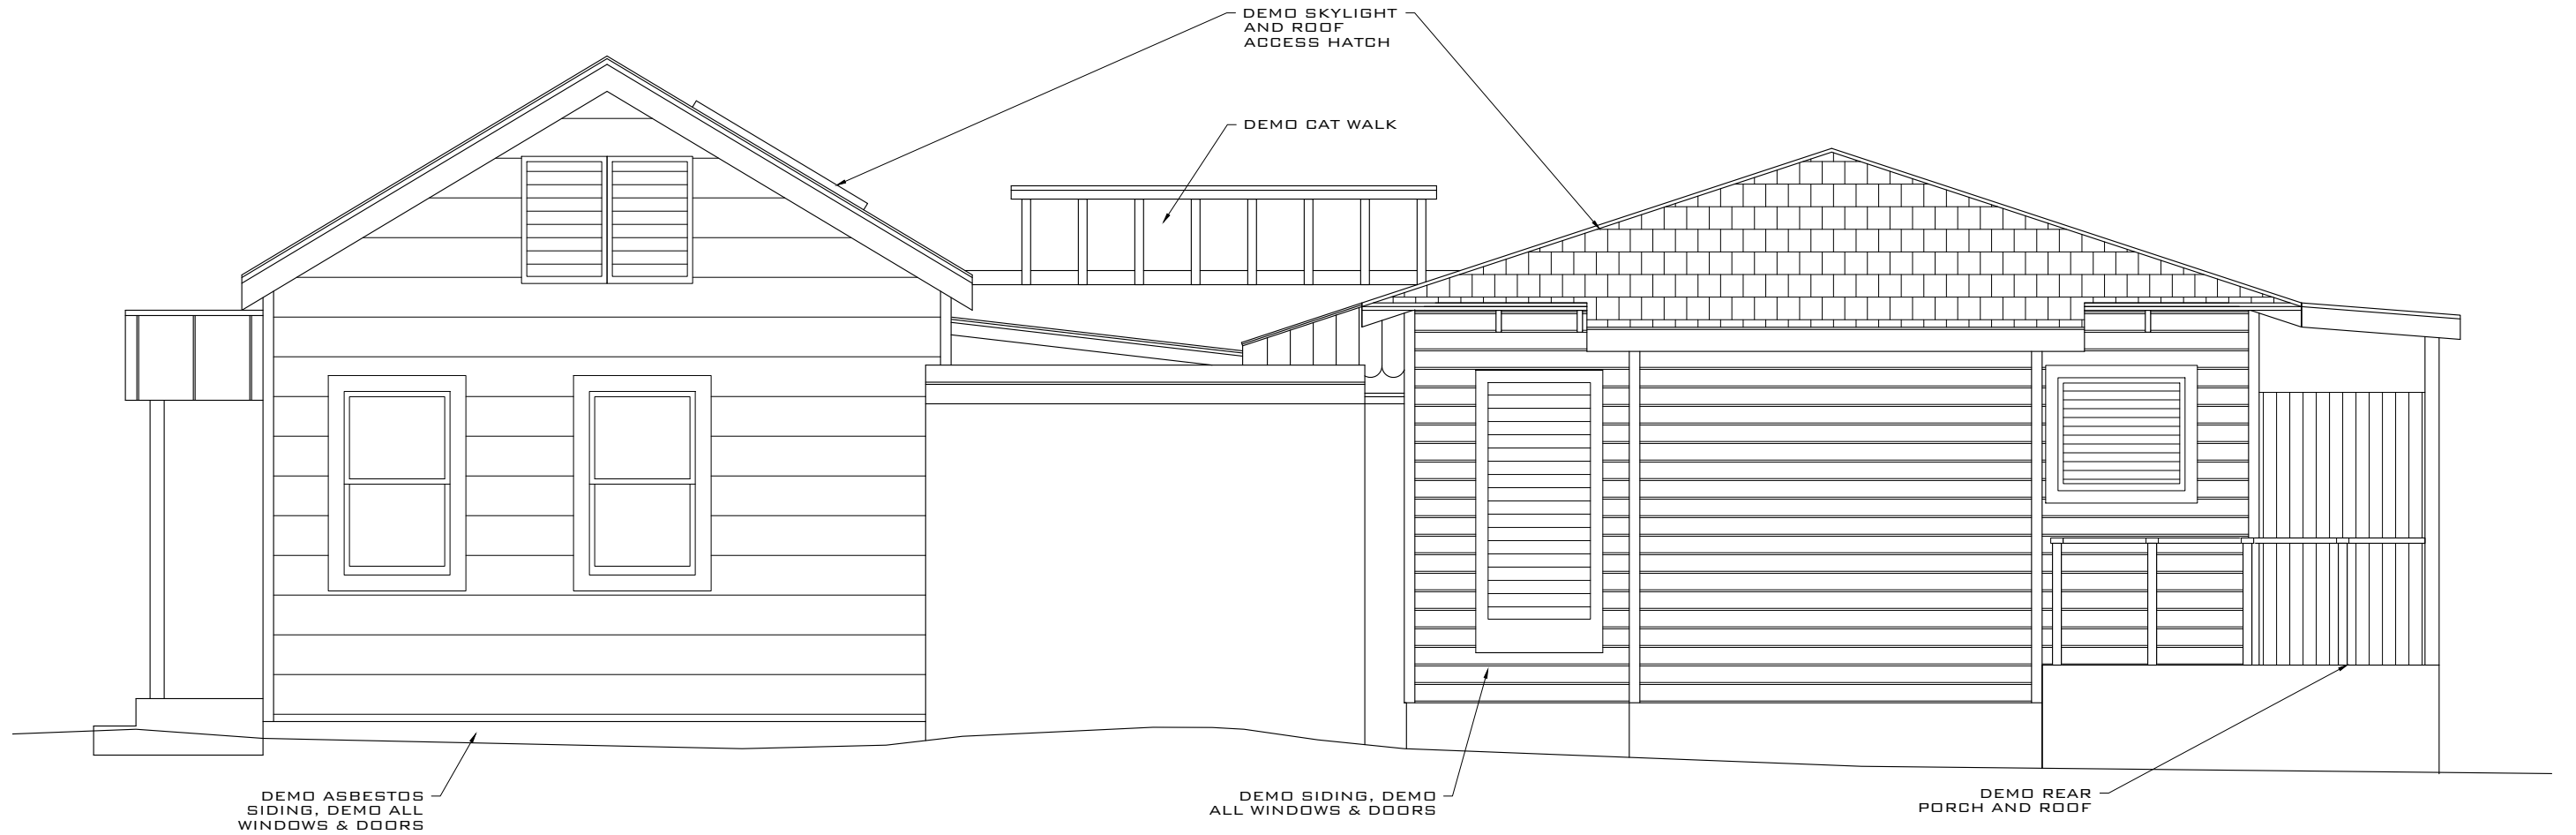 DEMO SKYLIGHT
AND ROOF
ACCESS HATCH
DEMO CAT WALK
DEMO ASBESTOS
SIDING, DEMO ALL
WINDOWS & DOORS
DEMO SIDING, DEMO
ALL WINDOWS & DOORS
DEMO REAR
PORCH AND ROOF